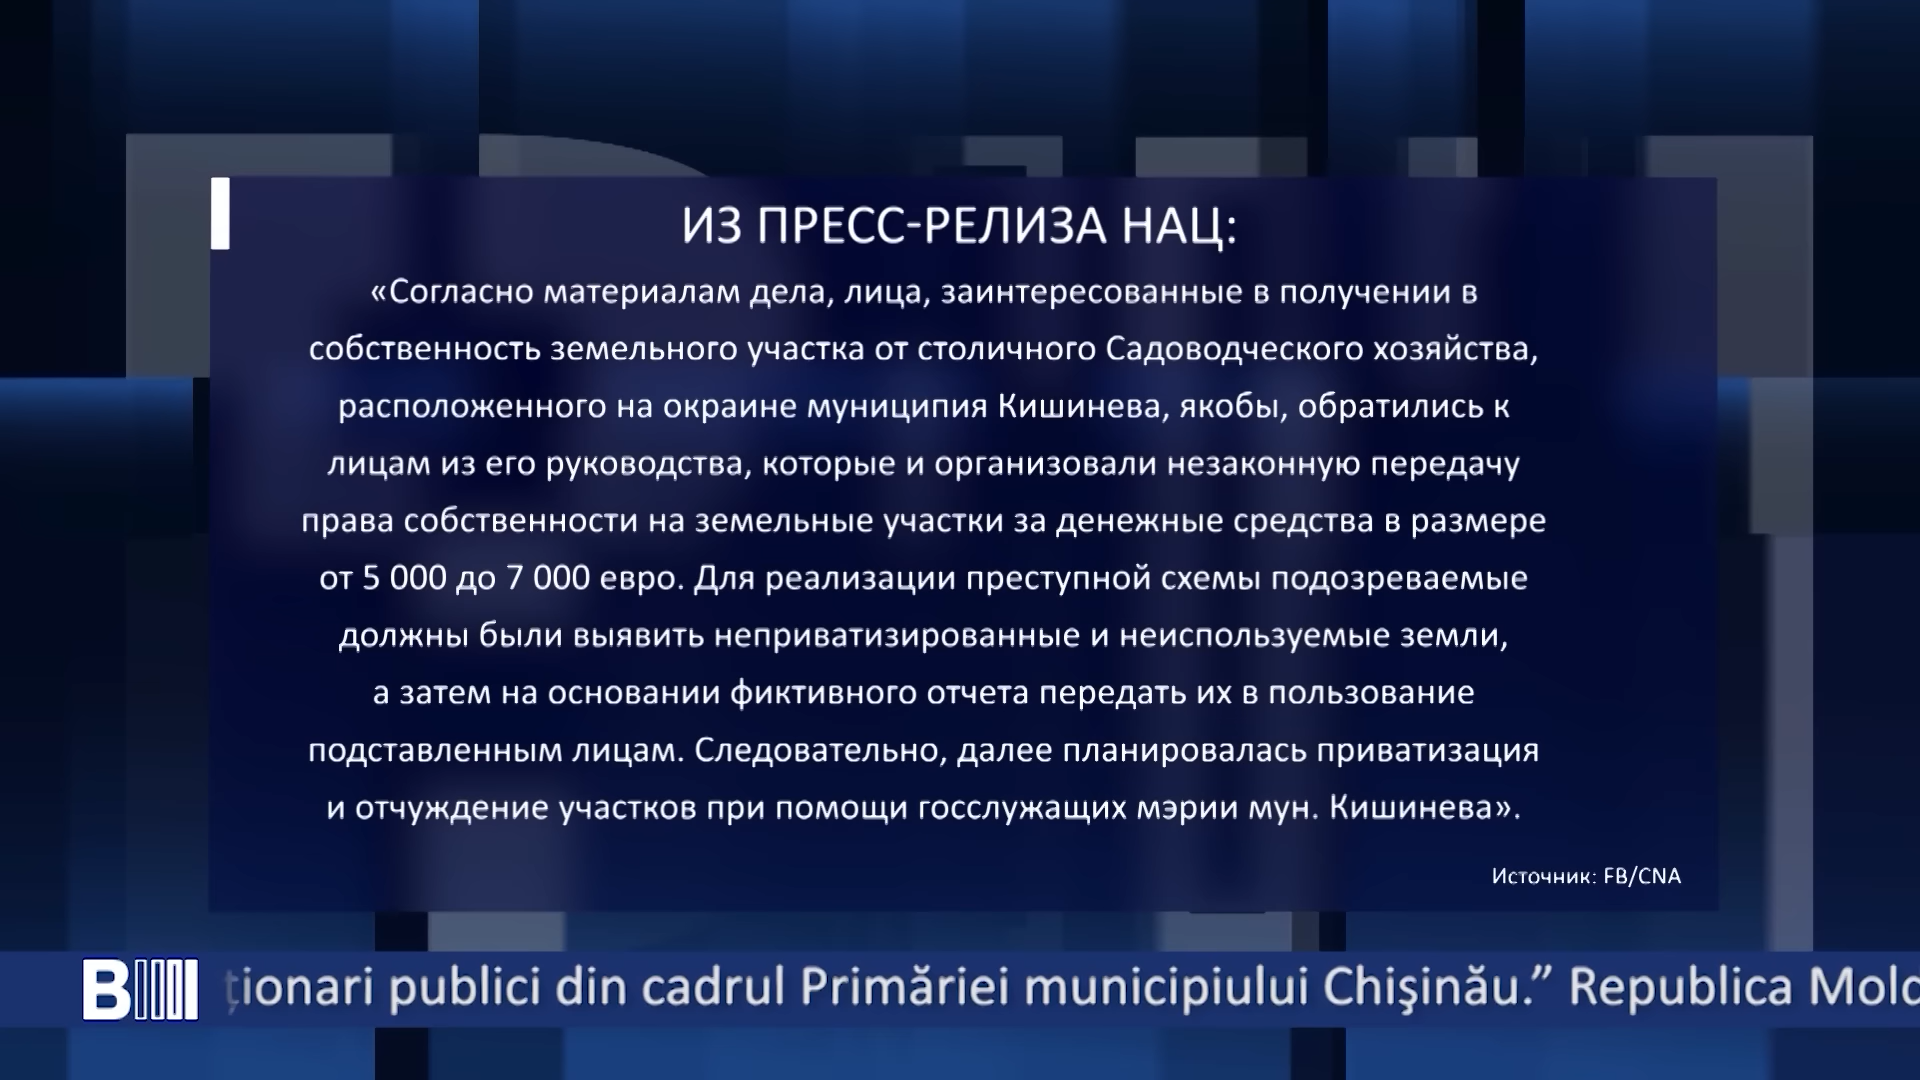 ИЗ ПРЕСС-РЕЛИЗА НАЦ:
«Согласно материалам дела, лица, заинтересованные в получении в
собственность земельного участка от столичного Садоводческого хозяйства,
расположенного на окраине муниципия Кишинева, якобы, обратились к
лицам из его руководства, которые и организовали незаконную передачу
права собственности на земельные участки за денежные средства в размере
от 5 000 до 7 000 евро. Для реализации преступной схемы подозреваемые
должны были выявить неприватизированные и неиспользуемые земли,
а затем на основании фиктивного отчета передать их в пользование
подставленным лицам. Следовательно, далее планировалась приватизация
и отчуждение участков при помощи госслужащих мэрии мун. Кишинева».
Источник: FB/CNA
ționari publici din cadrul Primăriei municipiului Chişinău.” Republica Mold